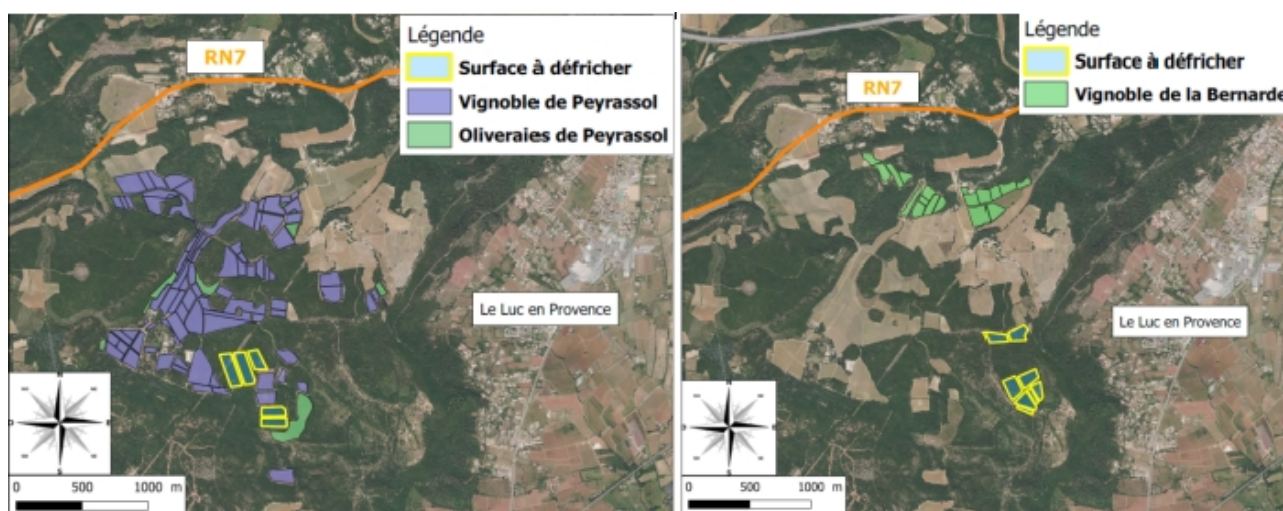 RN7
Légende
Surface à défricher
Vignoble de Peyrassol
Oliveraies de Peyrassol
Le Luc en Provence
N
S
0 500 1000 m
RN7
Légende
Surface à défricher
Vignoble de la Bernarde
Le Luc en Provence
N
S
0 500 1000 m